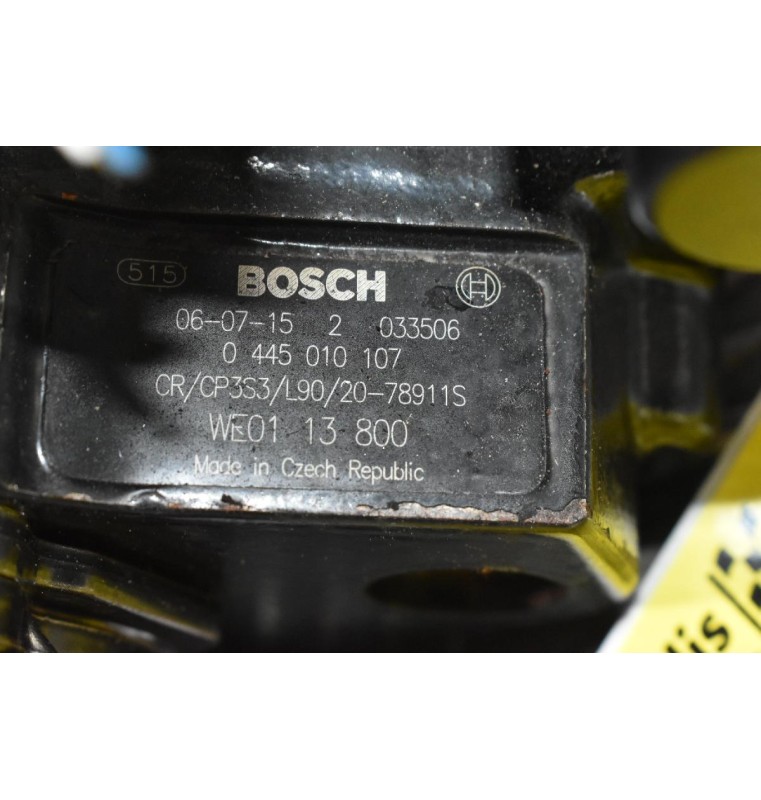 515 BOSCH H
06-07-15 2 033506
0 445 010 107
CR/CP3S3/L90/20-78911S
WE01 13 800
Made in Czech Republic